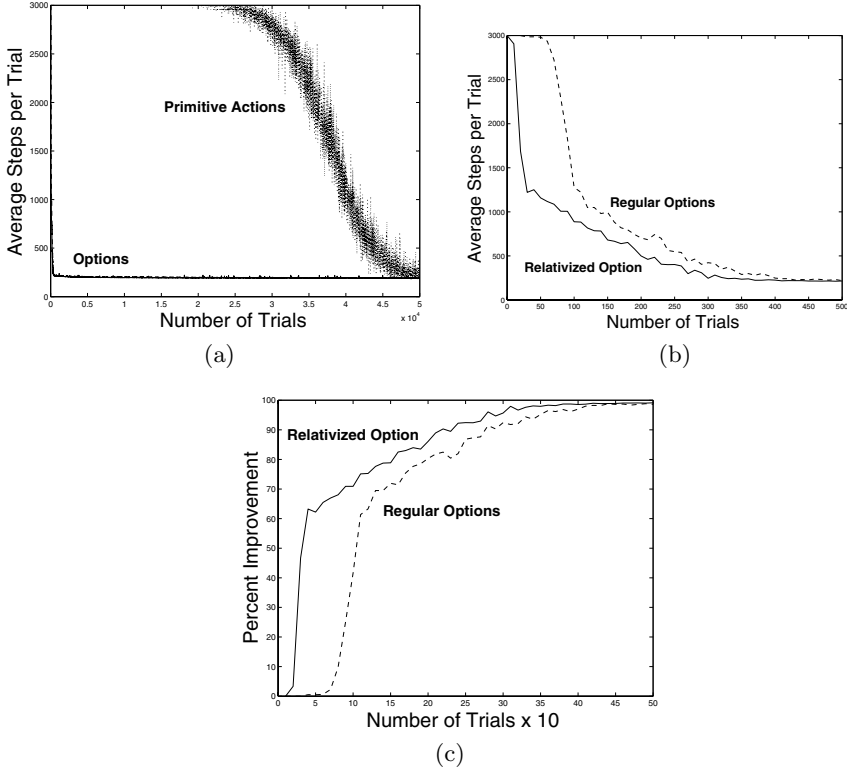 3000
2500
2000
1500
1000
500
0
Average Steps per Trial
Primitive Actions
Options
0 0.5 1 1.5 2 2.5 3 3.5 4 4.5 5
x 10⁴
Number of Trials
(a)
3000
2500
2000
1500
1000
500
0
Average Steps per Trial
Regular Options
Relativized Option
0 50 100 150 200 250 300 350 400 450 500
Number of Trials
(b)
100
90
80
70
60
50
40
30
20
10
0
Percent Improvement
Relativized Option
Regular Options
0 5 10 15 20 25 30 35 40 45 50
Number of Trials x 10
(c)